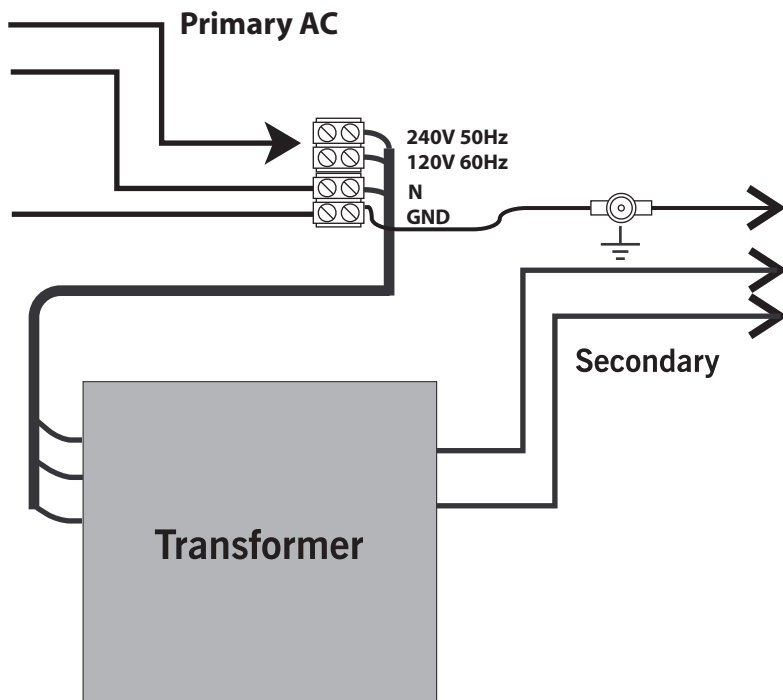 Primary AC
240V 50Hz
120V 60Hz
N
GND
Secondary
Transformer